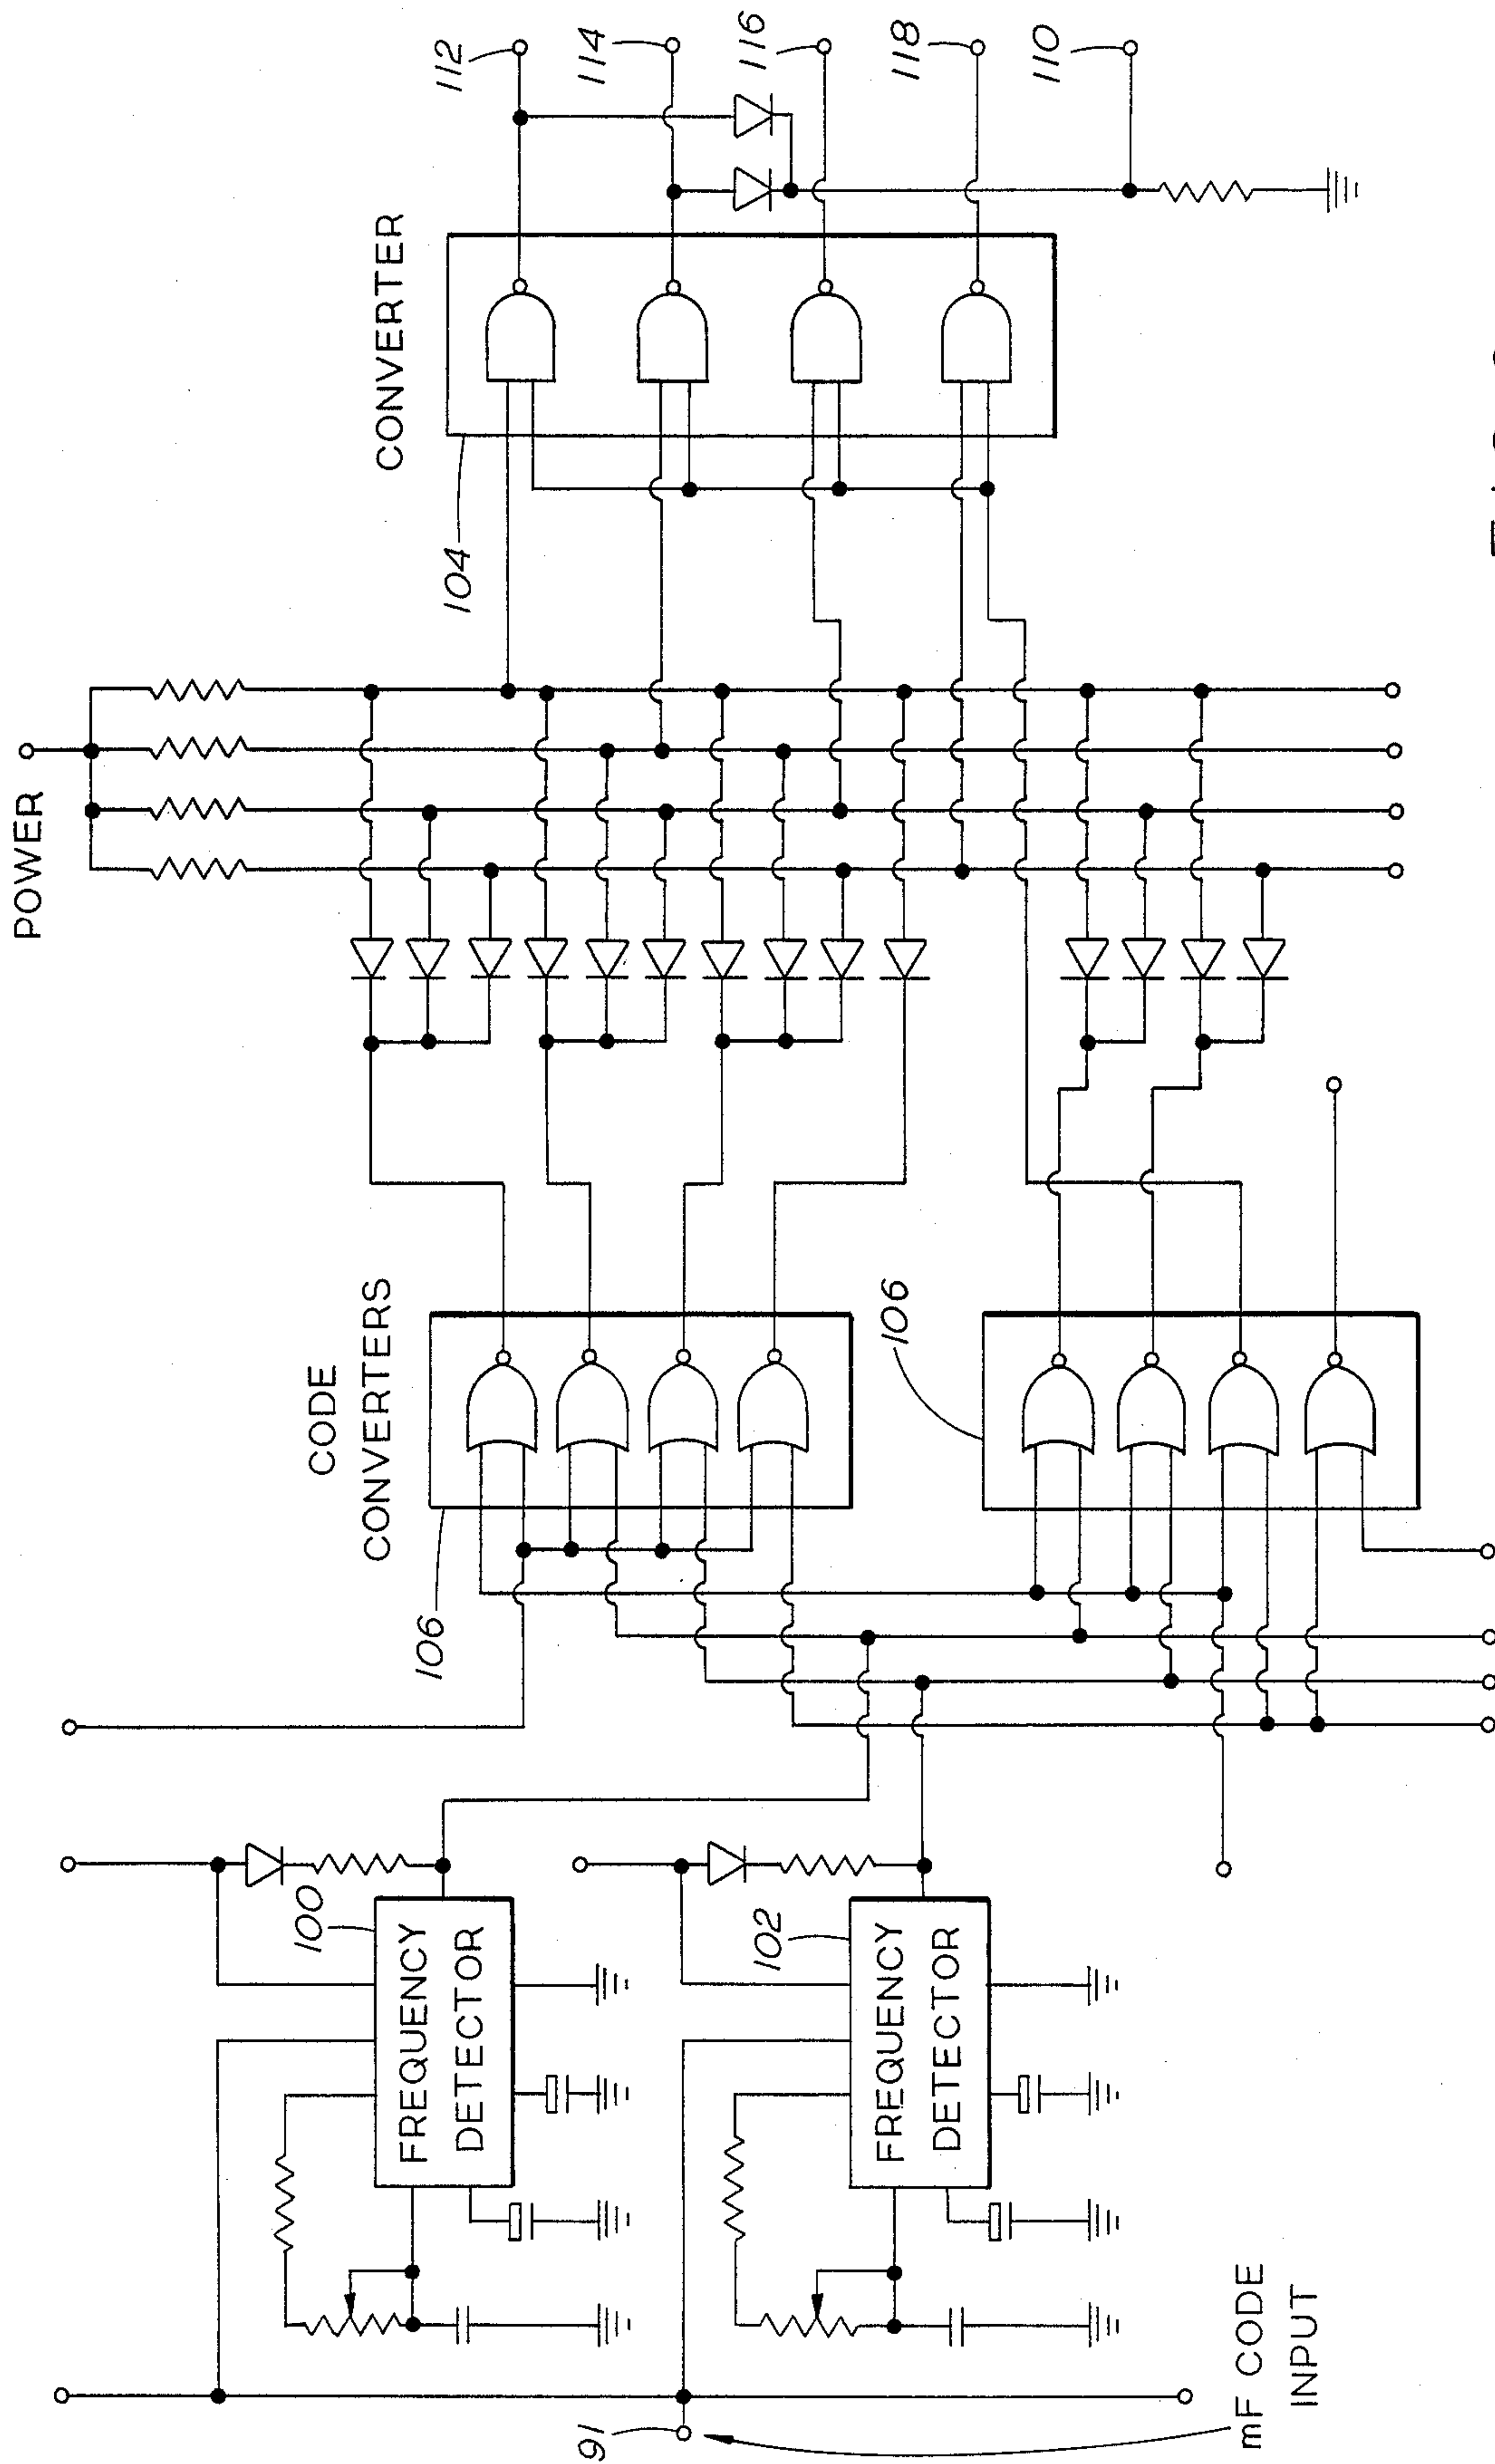 POWER
CONVERTER
104
112
114
116
118
110
CODE
CONVERTERS
106
106
100
FREQUENCY
DETECTOR
102
FREQUENCY
DETECTOR
91
mF CODE
INPUT